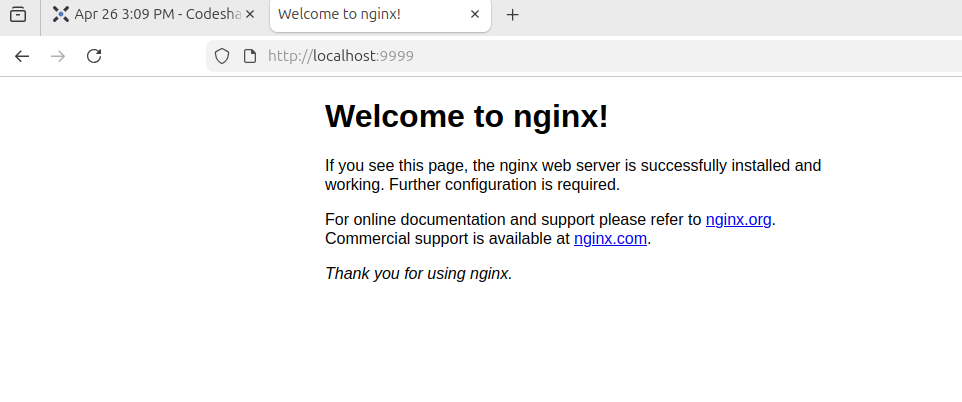 Apr 26 3:09 PM - Codesha
Welcome to nginx!
http://localhost:9999
Welcome to nginx!
If you see this page, the nginx web server is successfully installed and
working. Further configuration is required.
For online documentation and support please refer to nginx.org.
Commercial support is available at nginx.com.
Thank you for using nginx.